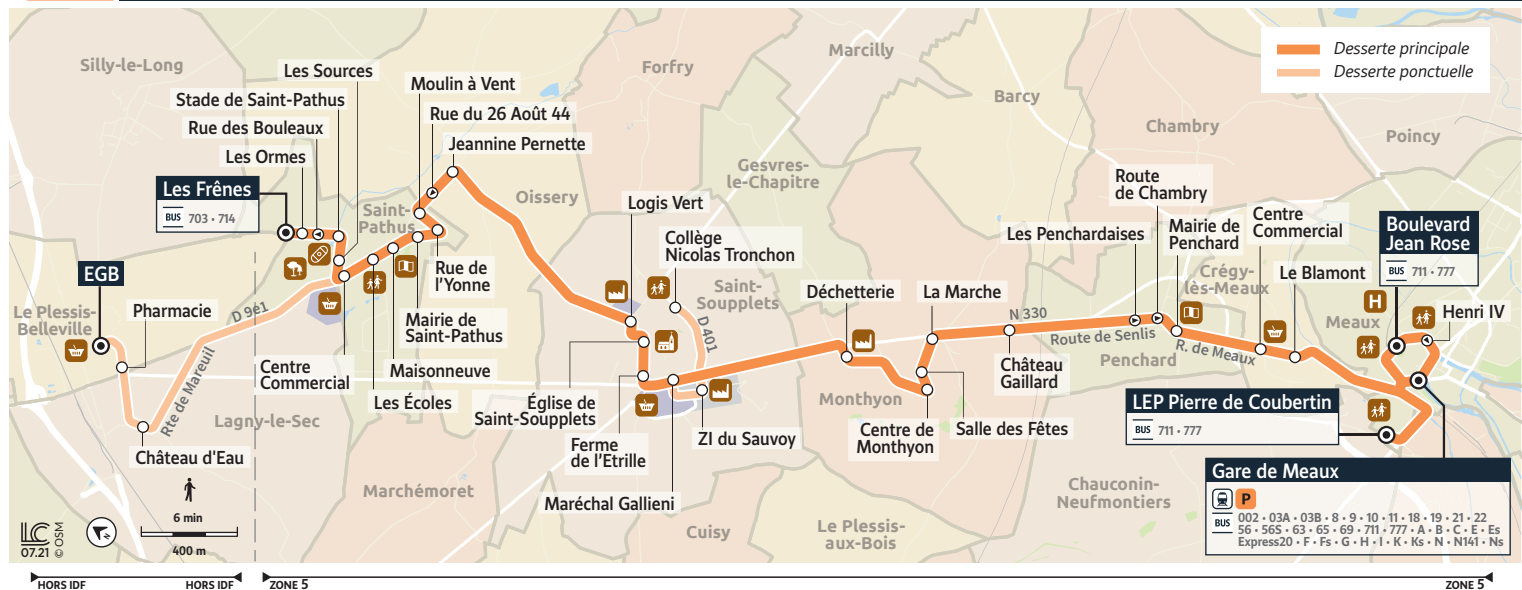 Desserte principale
Desserte ponctuelle
Silly-le-Long
Forfry
Marcilly
Barcy
Chambry
Poincy
Gesvres-
le-Chapitre
Oissery
Saint-
Pathus
Saint-
Soupplets
Le Plessis-
Belleville
Lagny-le-Sec
Marchémoret
Cuisy
Le Plessis-
aux-Bois
Monthyon
Penchard
Chauconin-
Neufmontiers
Crégy-
lès-Meaux
Meaux
Les Sources
Stade de Saint-Pathus
Rue des Bouleaux
Les Ormes
Les Frênes
BUS 703 • 714
Moulin à Vent
Rue du 26 Août 44
Jeannine Pernette
EGB
Pharmacie
Château d'Eau
Rte de Mareuil
D 9e1
Centre
Commercial
Les Écoles
Maisonneuve
Mairie de
Saint-Pathus
Rue de
l'Yonne
Logis Vert
Collège
Nicolas Tronchon
D 401
Église de
Saint-Soupplets
Ferme
de l'Etrille
Maréchal Gallieni
ZI du Sauvoy
Déchetterie
La Marche
Centre de
Monthyon
Salle des Fêtes
N 330
Route de Senlis
Château
Gaillard
Les Penchardaises
Route
de Chambry
Mairie de
Penchard
R. de Meaux
Centre
Commercial
Le Blamont
Boulevard
Jean Rose
BUS 711 • 777
H
Henri IV
LEP Pierre de Coubertin
BUS 711 • 777
Gare de Meaux
P
BUS
002 • 03A • 03B • 8 • 9 • 10 • 11 • 18 • 19 • 21 • 22
56 • 56S • 63 • 65 • 69 • 711 • 777 • A • B • C • E • Es
Express20 • F • Fs • G • H • I • K • Ks • N • N141 • Ns
6 min
400 m
LC
07.21
© OSM
HORS IDF
HORS IDF
ZONE 5
ZONE 5